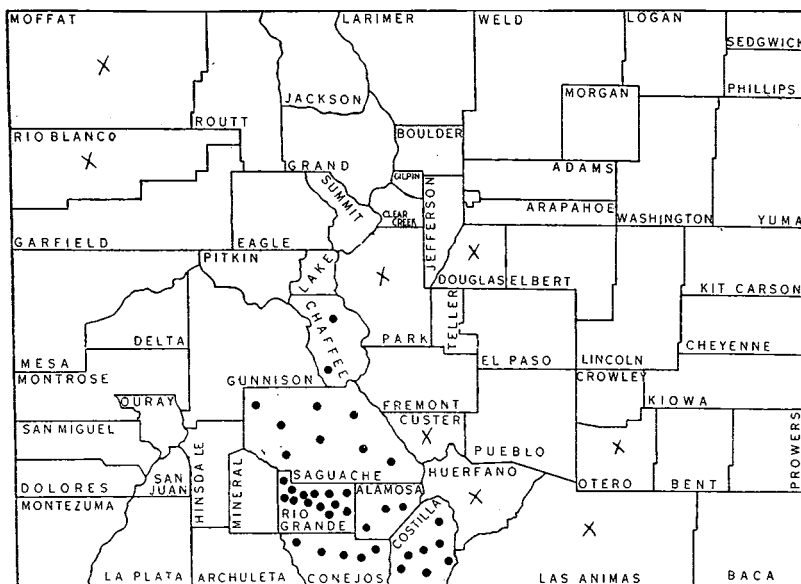 MOFFAT
LARIMER
WELD
LOGAN
SEDGWICK
JACKSON
MORGAN
PHILLIPS
ROUTT
RIO BLANCO
BOULDER
GRAND
GILPIN
ADAMS
SUMMIT
CLEAR
CREEK
JEFFERSON
ARAPAHOE
WASHINGTON
YUMA
GARFIELD
EAGLE
PITKIN
LAKE
DOUGLAS
ELBERT
KIT CARSON
CHAFFEE
TELLER
DELTA
PARK
CHEYENNE
MESA
EL PASO
LINCOLN
MONTROSE
GUNNISON
CROWLEY
OURAY
FREMONT
KIOWA
CUSTER
SAN MIGUEL
PUEBLO
PROWERS
HINSDALE
MINERAL
SAGUACHE
HUERFANO
SAN
JUAN
DOLORES
ALAMOSA
OTERO
BENT
MONTEZUMA
RIO
GRANDE
COSTILLA
LA PLATA
ARCHULETA
CONEJOS
LAS ANIMAS
BACA